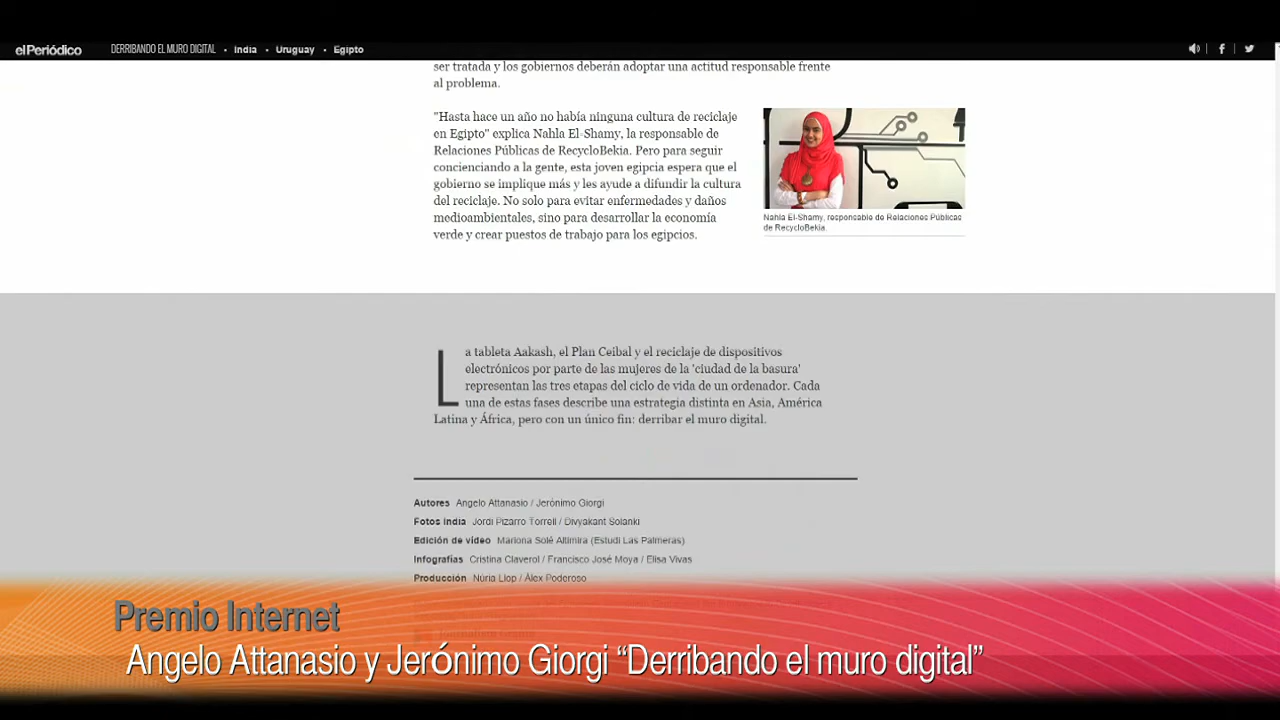 elPeriódico DERRIBANDO EL MURO DIGITAL • India • Uruguay • Egipto
ser tratada y los gobiernos deberán adoptar una actitud responsable frente
al problema.
"Hasta hace un año no había ninguna cultura de reciclaje
en Egipto" explica Nahla El-Shamy, la responsable de
Relaciones Públicas de RecycloBekia. Pero para seguir
concienciando a la gente, esta joven egipcia espera que el
gobierno se implique más y les ayude a difundir la cultura
del reciclaje. No solo para evitar enfermedades y daños
medioambientales, sino para desarrollar la economía
verde y crear puestos de trabajo para los egipcios.
Nahla El-Shamy, responsable de Relaciones Públicas
de RecycloBekia.
La tableta Aakash, el Plan Ceibal y el reciclaje de dispositivos
electrónicos por parte de las mujeres de la 'ciudad de la basura'
representan las tres etapas del ciclo de vida de un ordenador. Cada
una de estas fases describe una estrategia distinta en Asia, América
Latina y África, pero con un único fin: derribar el muro digital.
Autores Angelo Attanasio / Jerónimo Giorgi
Fotos India Jordi Pizarro Torrell / Divyakant Solanki
Edición de vídeo Mariona Solé Altimira (Estudi Las Palmeras)
Infografías Cristina Claverol / Francisco José Moya / Elisa Vivas
Producción Núria Llop / Álex Poderoso
Premio Internet
Angelo Attanasio y Jerónimo Giorgi “Derribando el muro digital”